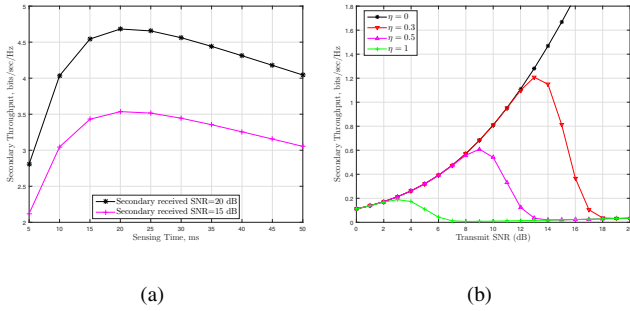 5
4.5
4
3.5
3
2.5
2
Secondary Throughput, bits/sec/Hz
Secondary received SNR=20 dB
Secondary received SNR=15 dB
5 10 15 20 25 30 35 40 45 50
Sensing Time, ms
(a)
1.8
1.6
1.4
1.2
1
0.8
0.6
0.4
0.2
0
Secondary Throughput, bits/sec/Hz
η = 0
η = 0.3
η = 0.5
η = 1
0 2 4 6 8 10 12 14 16 18 20
Transmit SNR (dB)
(b)